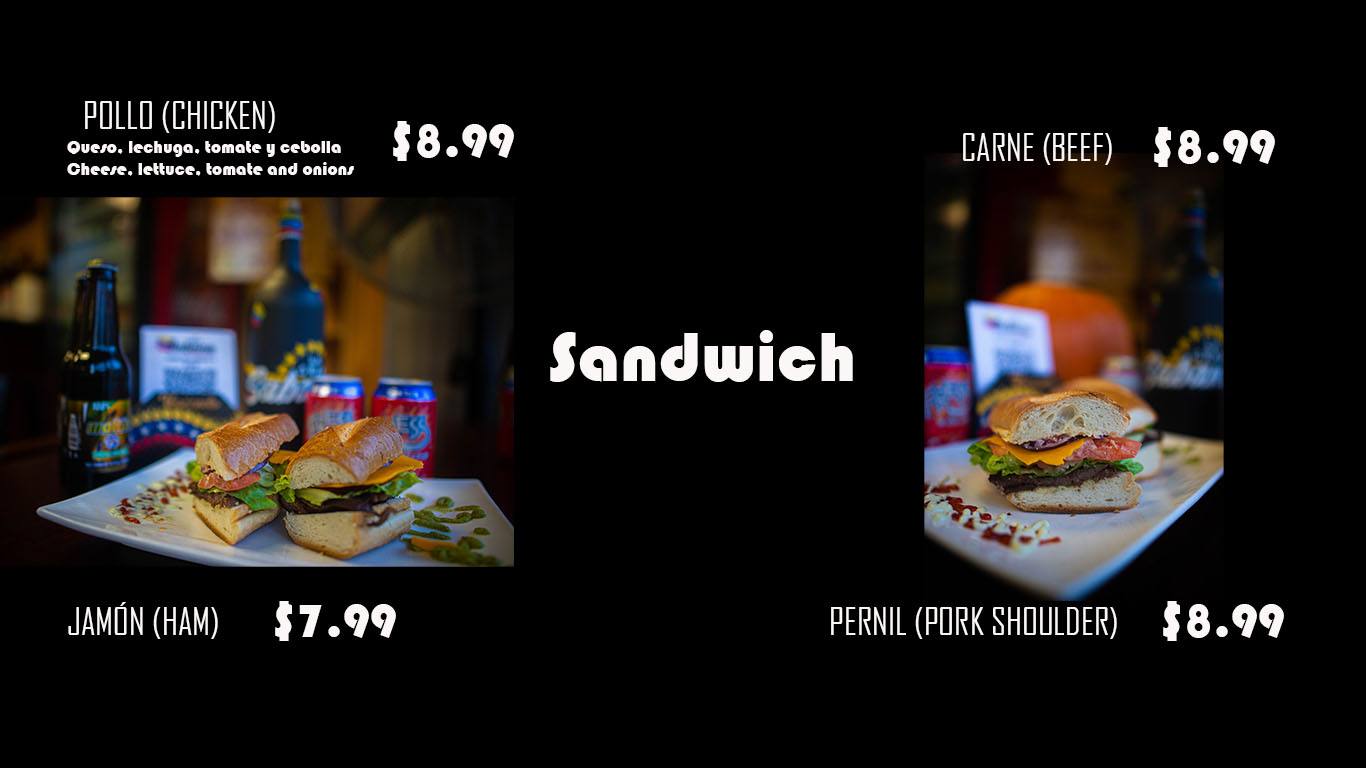 POLLO (CHICKEN)
Queso, lechuga, tomate y cebolla
Cheese, lettuce, tomate and onions
$8.99
CARNE (BEEF) $8.99
Sandwich
JAMÓN (HAM) $7.99
PERNIL (PORK SHOULDER) $8.99